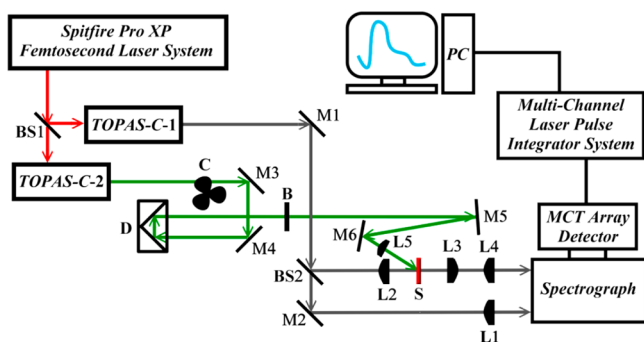 Spitfire Pro XP
Femtosecond Laser System
PC
BS1
TOPAS-C-1
M1
Multi-Channel
Laser Pulse
Integrator System
TOPAS-C-2
C
M3
D
B
M4
M6
M5
L5
MCT Array
Detector
BS2
L2
S
L3
L4
Spectrograph
M2
L1